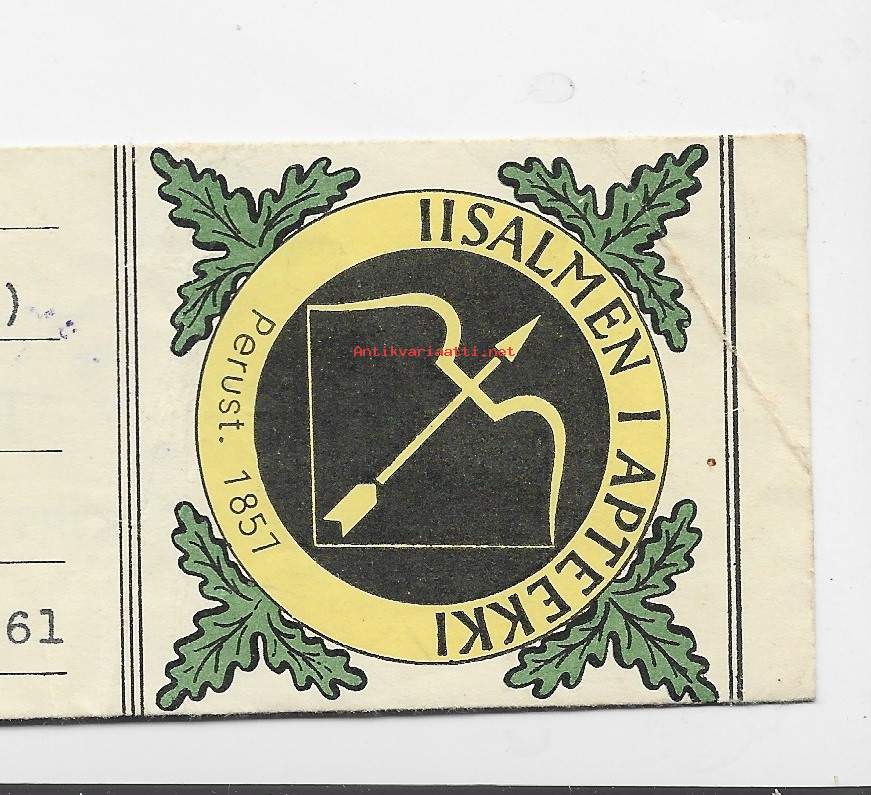 )
61
IISALMEN I APTEEKKI
Perust. 1857
Antikvariaatti.net